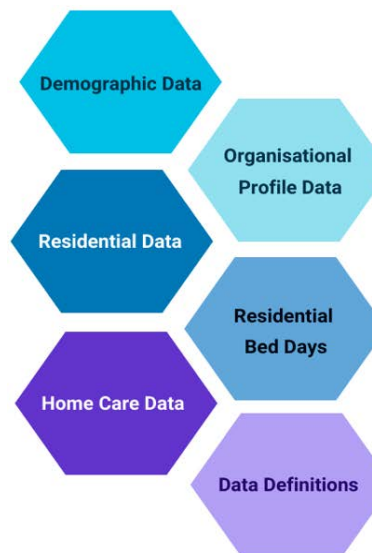 Demographic Data
Organisational
Profile Data
Residential Data
Residential
Bed Days
Home Care Data
Data Definitions